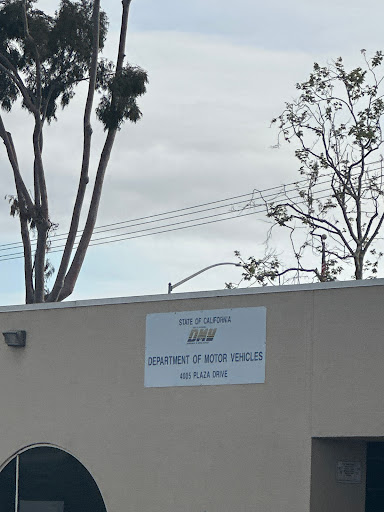 STATE OF CALIFORNIA
DMV
DEPARTMENT OF MOTOR VEHICLES
4005 PLAZA DRIVE